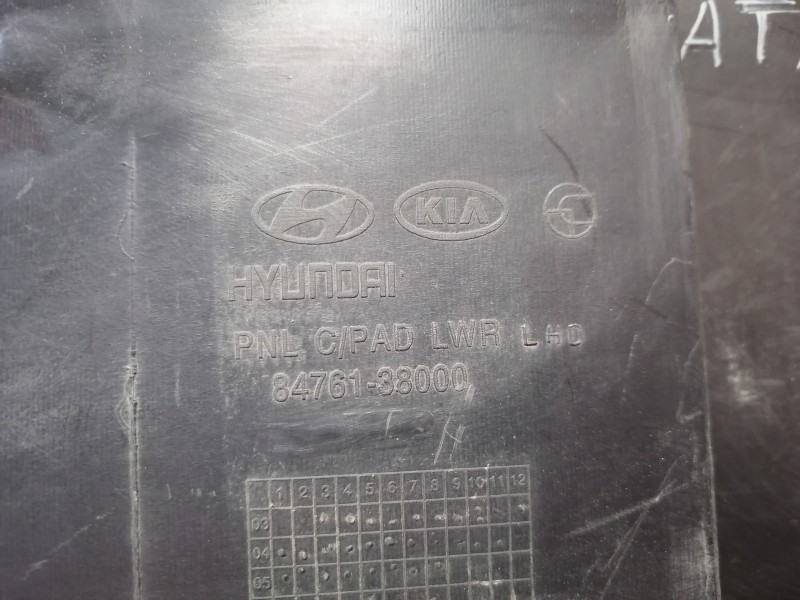 KIA
HYUNDAI
PNL C/PAD LWR LHD
84761-38000
1 2 3 4 5 6 7 8 9 10 11 12
03
04
05